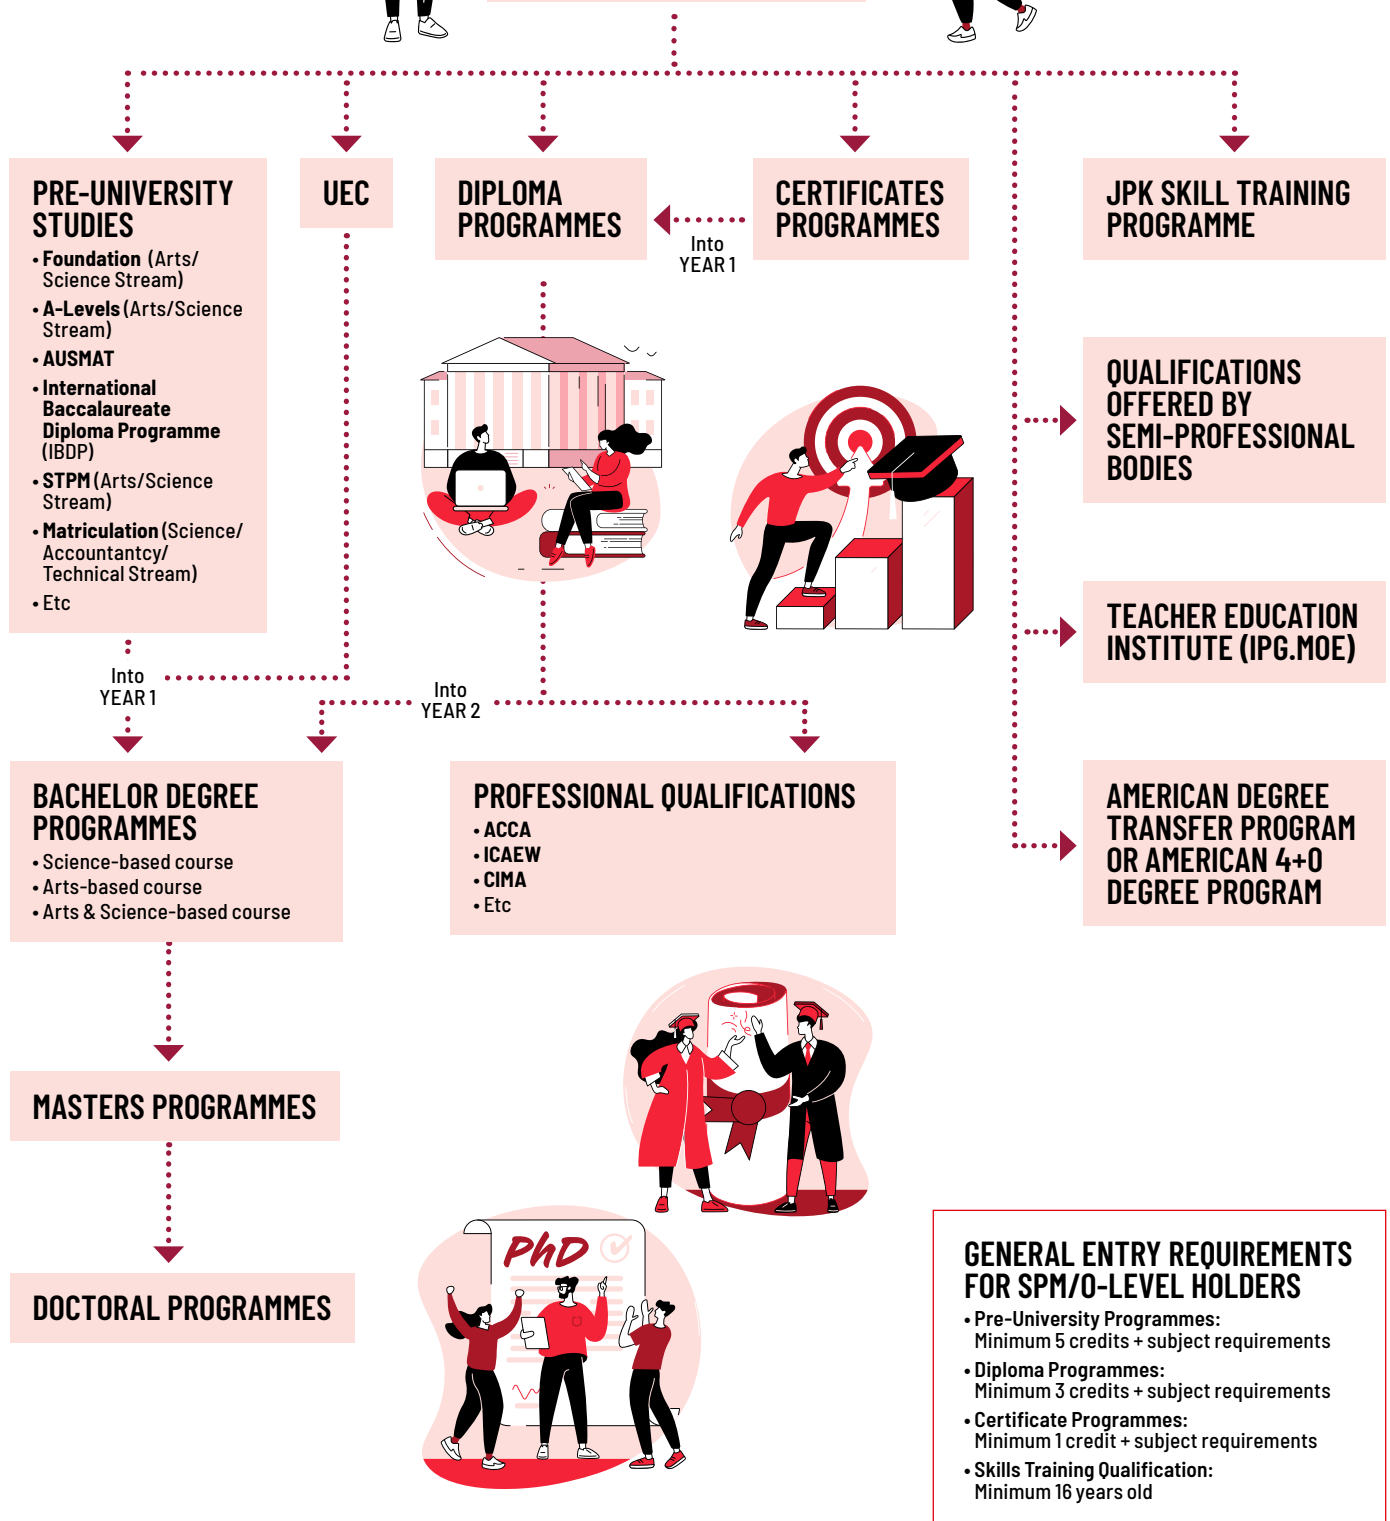 PRE-UNIVERSITY
STUDIES
• Foundation (Arts/
Science Stream)
• A-Levels (Arts/Science
Stream)
• AUSMAT
• International
Baccalaureate
Diploma Programme
(IBDP)
• STPM (Arts/Science
Stream)
• Matriculation (Science/
Accountantcy/
Technical Stream)
• Etc
UEC
DIPLOMA
PROGRAMMES
Into
YEAR 1
CERTIFICATES
PROGRAMMES
JPK SKILL TRAINING
PROGRAMME
QUALIFICATIONS
OFFERED BY
SEMI-PROFESSIONAL
BODIES
TEACHER EDUCATION
INSTITUTE (IPG.MOE)
AMERICAN DEGREE
TRANSFER PROGRAM
OR AMERICAN 4+0
DEGREE PROGRAM
Into
YEAR 1
Into
YEAR 2
BACHELOR DEGREE
PROGRAMMES
• Science-based course
• Arts-based course
• Arts & Science-based course
PROFESSIONAL QUALIFICATIONS
• ACCA
• ICAEW
• CIMA
• Etc
MASTERS PROGRAMMES
DOCTORAL PROGRAMMES
PhD
GENERAL ENTRY REQUIREMENTS
FOR SPM/O-LEVEL HOLDERS
• Pre-University Programmes:
Minimum 5 credits + subject requirements
• Diploma Programmes:
Minimum 3 credits + subject requirements
• Certificate Programmes:
Minimum 1 credit + subject requirements
• Skills Training Qualification:
Minimum 16 years old